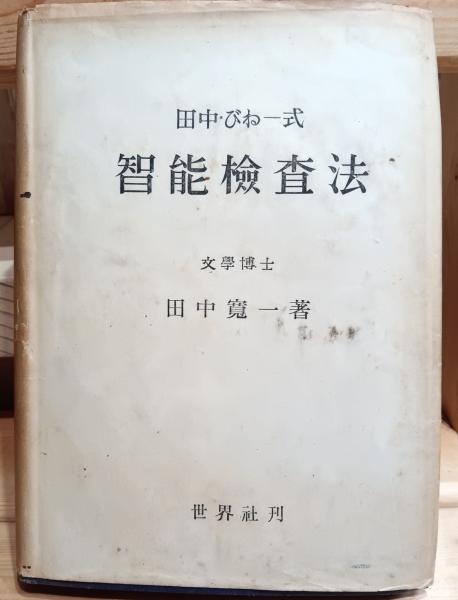 田中・びねー式
智能檢査法
文學博士
田中寬一著
世界社刊